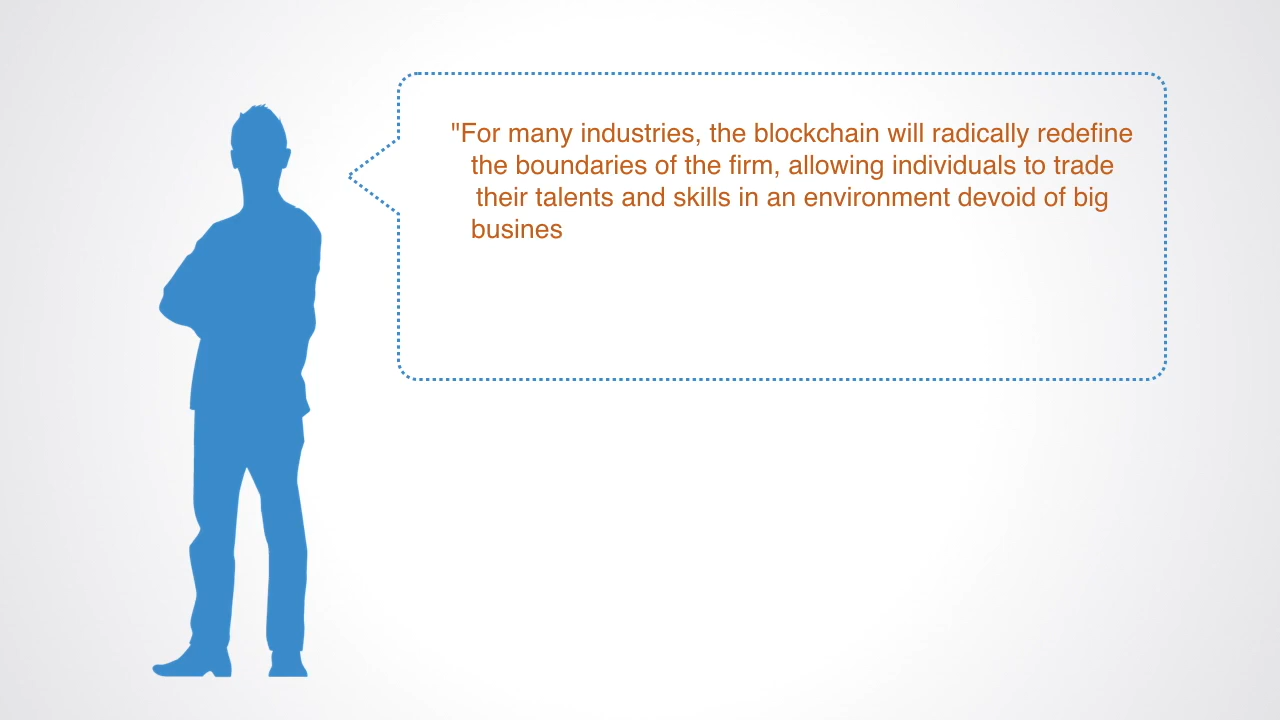 "For many industries, the blockchain will radically redefine
the boundaries of the firm, allowing individuals to trade
their talents and skills in an environment devoid of big
busines